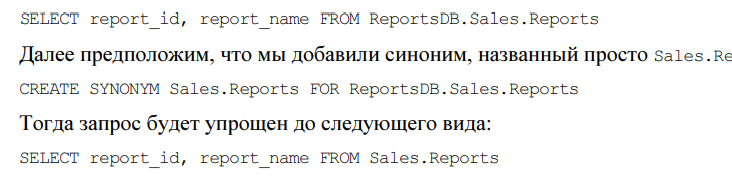 SELECT report_id, report_name FROM ReportsDB.Sales.Reports
Далее предположим, что мы добавили синоним, названный просто Sales.Re
CREATE SYNONYM Sales.Reports FOR ReportsDB.Sales.Reports
Тогда запрос будет упрощен до следующего вида:
SELECT report_id, report_name FROM Sales.Reports